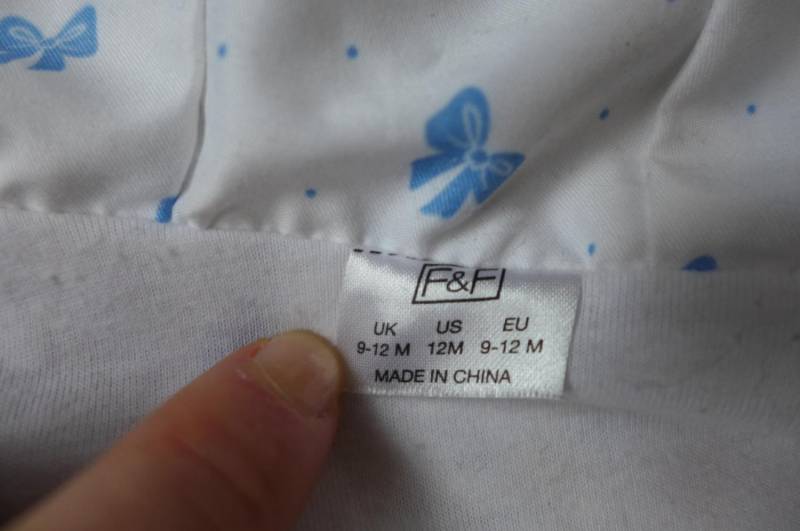 F&F
UK US EU
9-12 M 12M 9-12 M
MADE IN CHINA